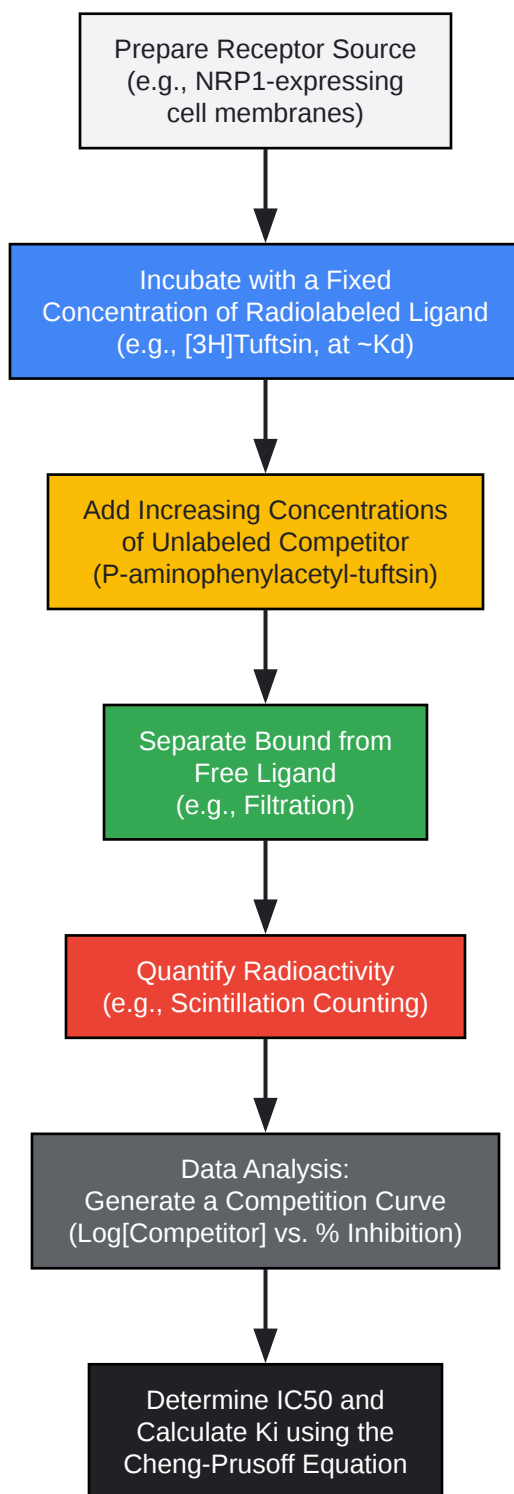 Prepare Receptor Source
(e.g., NRP1-expressing
cell membranes)
Incubate with a Fixed
Concentration of Radiolabeled Ligand
(e.g., [3H]Tuftsin, at ~Kd)
Add Increasing Concentrations
of Unlabeled Competitor
(P-aminophenylacetyl-tuftsin)
Separate Bound from
Free Ligand
(e.g., Filtration)
Quantify Radioactivity
(e.g., Scintillation Counting)
Data Analysis:
Generate a Competition Curve
(Log[Competitor] vs. % Inhibition)
Determine IC50 and
Calculate Ki using the
Cheng-Prusoff Equation